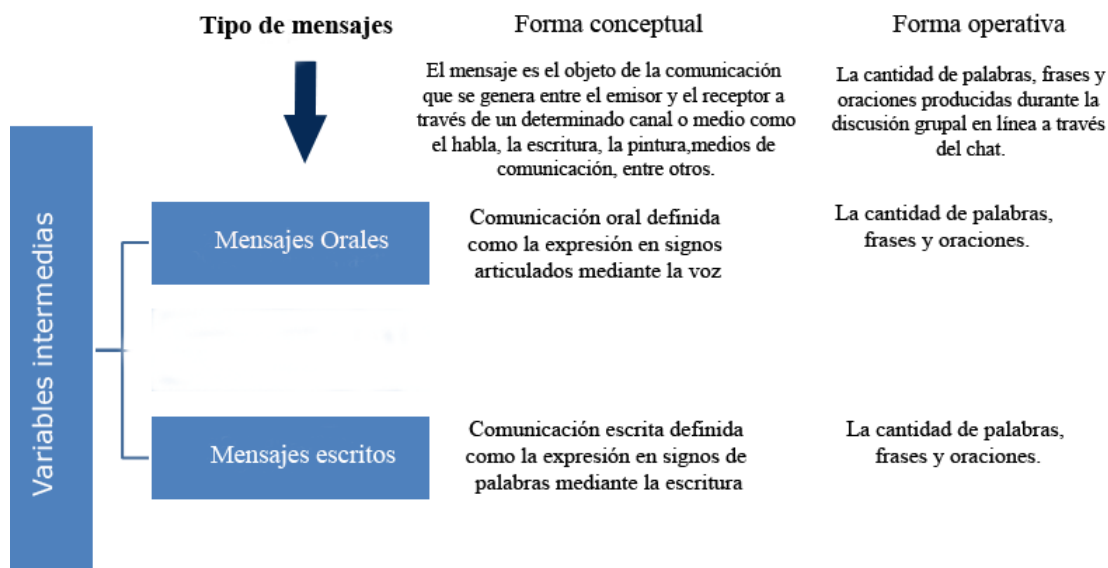 Tipo de mensajes
Forma conceptual
Forma operativa
El mensaje es el objeto de la comunicación
que se genera entre el emisor y el receptor a
través de un determinado canal o medio como
el habla, la escritura, la pintura,medios de
comunicación, entre otros.
La cantidad de palabras, frases y
oraciones producidas durante la
discusión grupal en línea a través
del chat.
Variables intermedias
Mensajes Orales
Comunicación oral definida
como la expresión en signos
articulados mediante la voz
La cantidad de palabras,
frases y oraciones.
Mensajes escritos
Comunicación escrita definida
como la expresión en signos de
palabras mediante la escritura
La cantidad de palabras,
frases y oraciones.